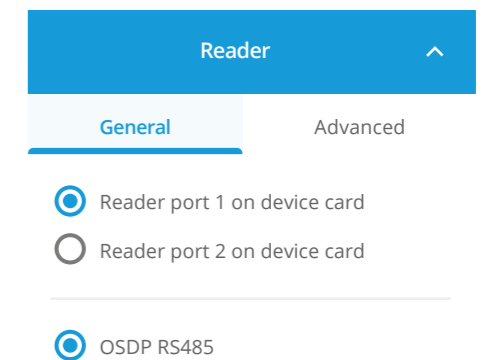 Reader
General Advanced
Reader port 1 on device card
Reader port 2 on device card
OSDP RS485